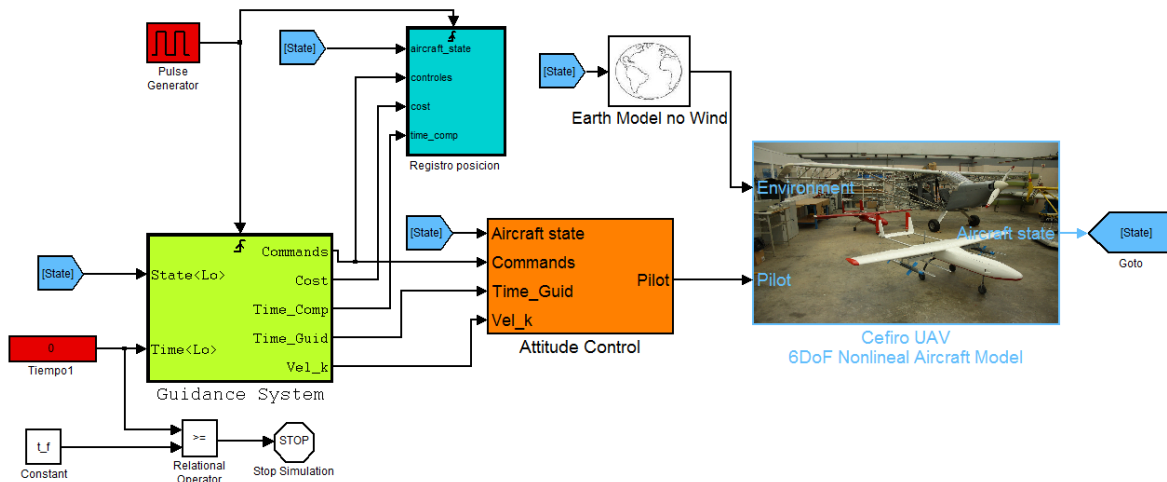 Pulse
Generator
[State]
aircraft_state
controles
cost
time_comp
Registro posicion
[State]
Earth Model no Wind
[State]
State<Lo>
Time<Lo>
Commands
Cost
Time_Comp
Time_Guid
Vel_k
Guidance System
0
Tiempo1
t_f
Constant
>=
Relational
Operator
STOP
Stop Simulation
[State]
Aircraft state
Commands
Time_Guid
Vel_k
Pilot
Attitude Control
Environment
Pilot
Aircraft state
Cefiro UAV
6DoF Nonlineal Aircraft Model
[State]
Goto